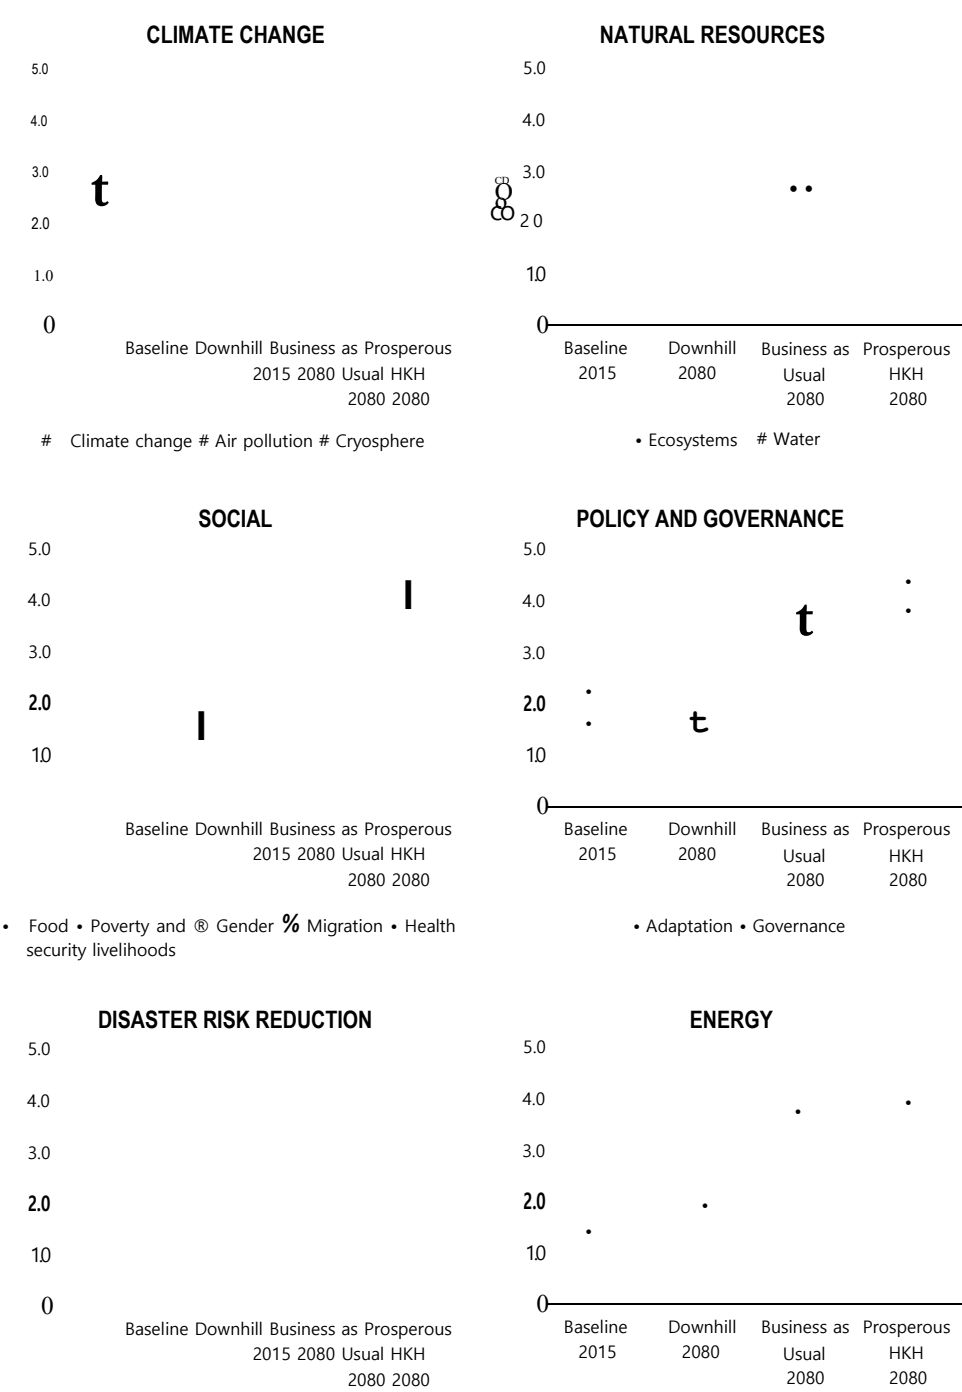 CLIMATE CHANGE
5.0
4.0
3.0
t
2.0
1.0
0
Baseline Downhill Business as Prosperous
2015 2080 Usual HKH
2080 2080
# Climate change # Air pollution # Cryosphere
NATURAL RESOURCES
5.0
4.0
CD 3.0
O
• •
CO 2 0
1.0
0
Baseline Downhill Business as Prosperous
2015 2080 Usual HKH
2080 2080
• Ecosystems # Water
SOCIAL
5.0
4.0
l
3.0
2.0
l
1.0
Baseline Downhill Business as Prosperous
2015 2080 Usual HKH
2080 2080
• Food • Poverty and ® Gender % Migration • Health
security livelihoods
POLICY AND GOVERNANCE
5.0
4.0
t
3.0
2.0
t
1.0
0
Baseline Downhill Business as Prosperous
2015 2080 Usual HKH
2080 2080
• Adaptation • Governance
DISASTER RISK REDUCTION
5.0
4.0
3.0
2.0
1.0
0
Baseline Downhill Business as Prosperous
2015 2080 Usual HKH
2080 2080
ENERGY
5.0
4.0
3.0
2.0
1.0
0
Baseline Downhill Business as Prosperous
2015 2080 Usual HKH
2080 2080